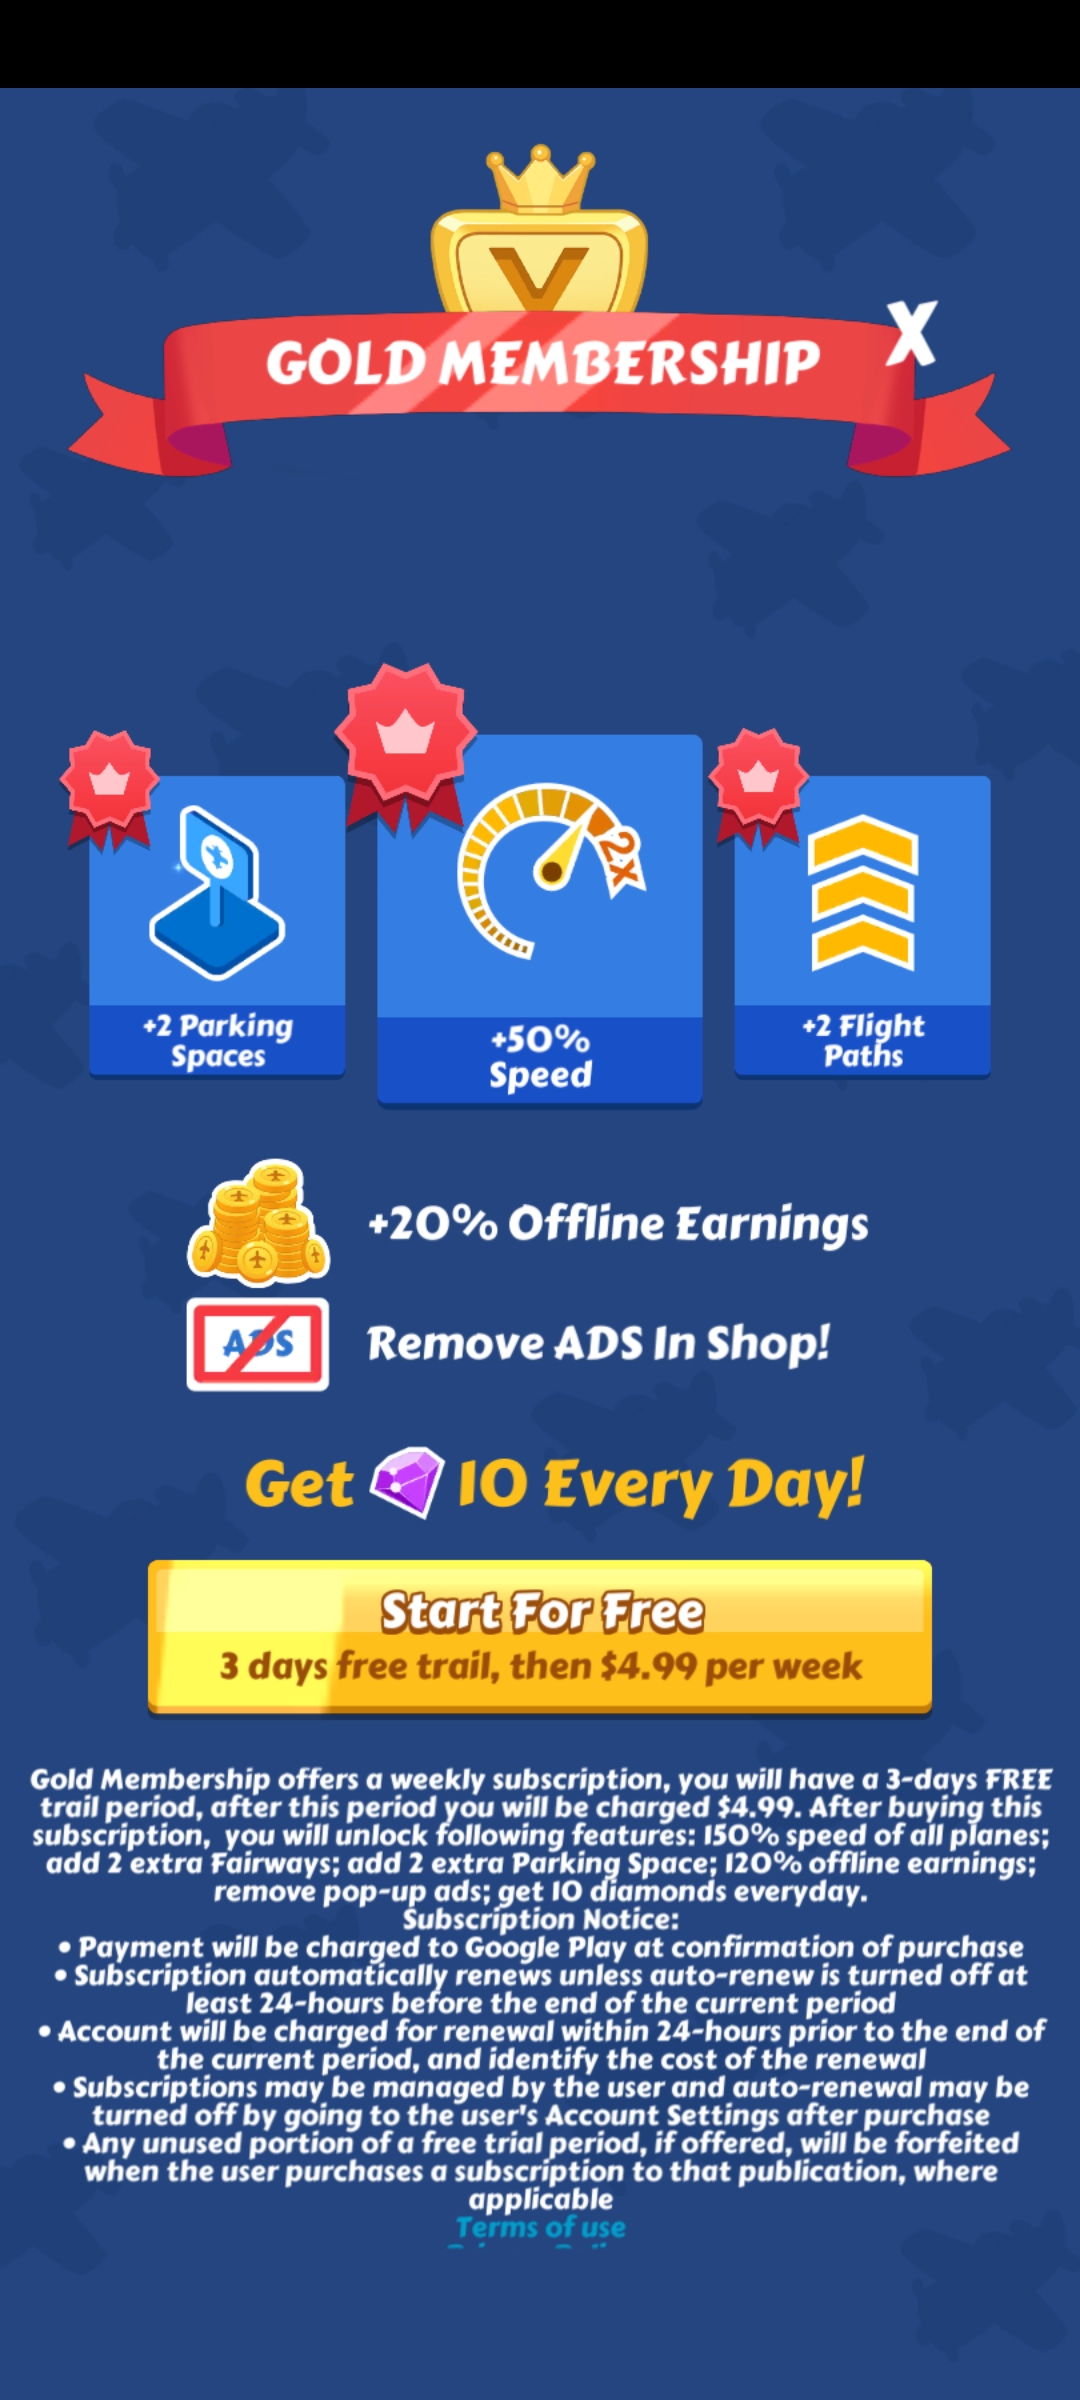 V
GOLD MEMBERSHIP
X
2x
+2 Parking
Spaces
+50%
Speed
+2 Flight
Paths
+20% Offline Earnings
ADS
Remove ADS In Shop!
Get 10 Every Day!
Start For Free
3 days free trail, then $4.99 per week
Gold Membership offers a weekly subscription, you will have a 3-days FREE
trail period, after this period you will be charged $4.99. After buying this
subscription, you will unlock following features: 150% speed of all planes;
add 2 extra Fairways; add 2 extra Parking Space; 120% offline earnings;
remove pop-up ads; get 10 diamonds everyday.
Subscription Notice:
• Payment will be charged to Google Play at confirmation of purchase
• Subscription automatically renews unless auto-renew is turned off at
least 24-hours before the end of the current period
• Account will be charged for renewal within 24-hours prior to the end of
the current period, and identify the cost of the renewal
• Subscriptions may be managed by the user and auto-renewal may be
turned off by going to the user's Account Settings after purchase
• Any unused portion of a free trial period, if offered, will be forfeited
when the user purchases a subscription to that publication, where
applicable
Terms of use